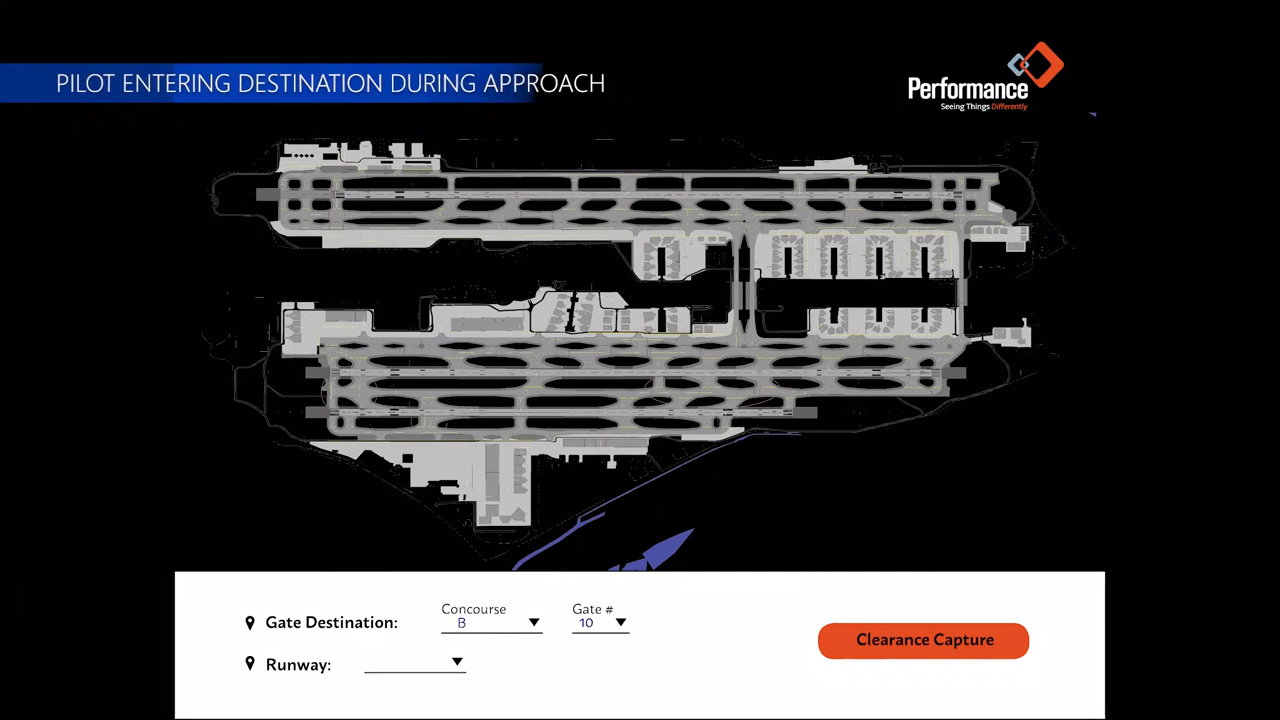 PILOT ENTERING DESTINATION DURING APPROACH
Performance
Seeing Things Differently
Concourse
Gate #
Gate Destination:
B
10
Runway:
Clearance Capture